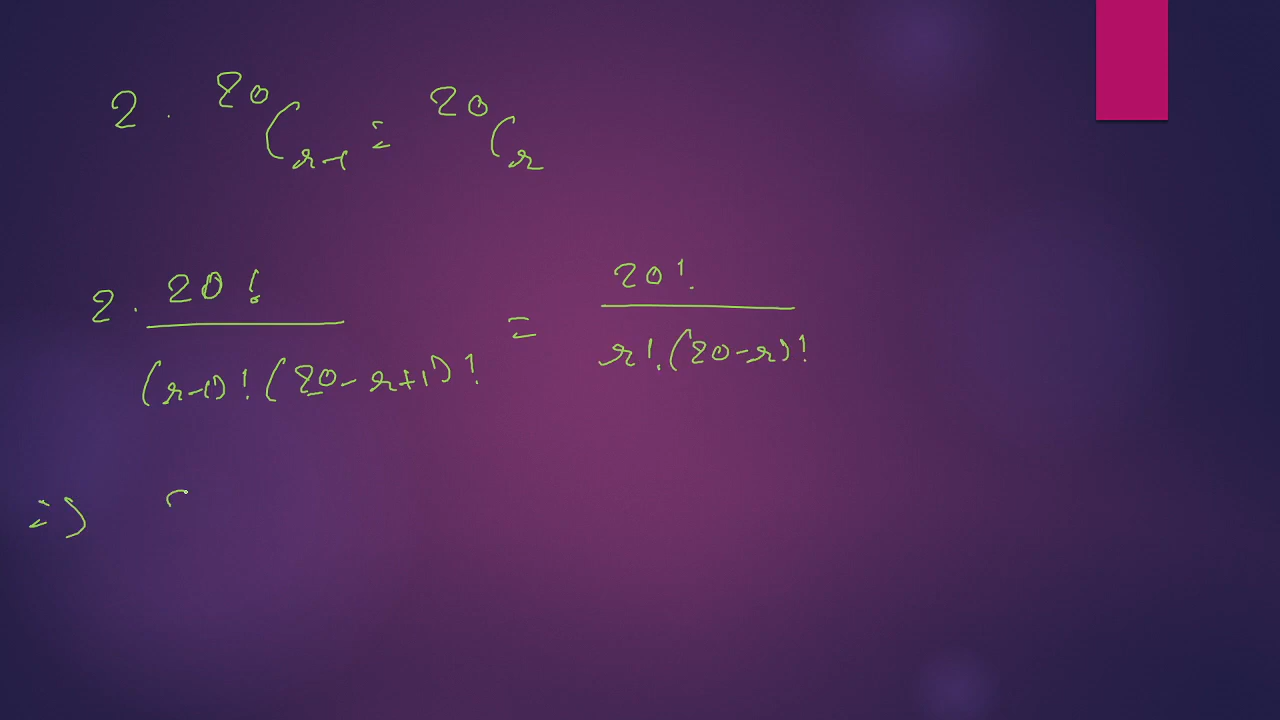 2 . ²⁰C_{r-1} = ²⁰C_r
2 . 20! / (r-1)! (20-r+1)! = 20! / r! . (20-r)!
=>